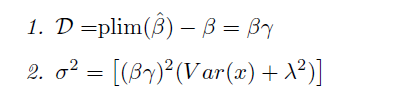 1. 𝒟 =plim(β̂) − β = βγ
2. σ² = [(βγ)²(Var(x) + λ²)]